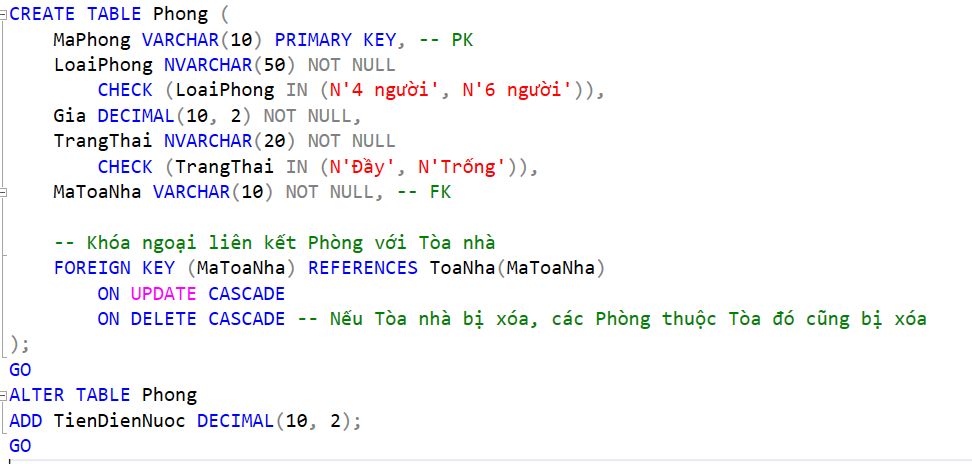 CREATE TABLE Phong (
    MaPhong VARCHAR(10) PRIMARY KEY, -- PK
    LoaiPhong NVARCHAR(50) NOT NULL
        CHECK (LoaiPhong IN (N'4 người', N'6 người')),
    Gia DECIMAL(10, 2) NOT NULL,
    TrangThai NVARCHAR(20) NOT NULL
        CHECK (TrangThai IN (N'Đầy', N'Trống')),
    MaToaNha VARCHAR(10) NOT NULL, -- FK

    -- Khóa ngoại liên kết Phòng với Tòa nhà
    FOREIGN KEY (MaToaNha) REFERENCES ToaNha(MaToaNha)
        ON UPDATE CASCADE
        ON DELETE CASCADE -- Nếu Tòa nhà bị xóa, các Phòng thuộc Tòa đó cũng bị xóa
);
GO
ALTER TABLE Phong
ADD TienDienNuoc DECIMAL(10, 2);
GO